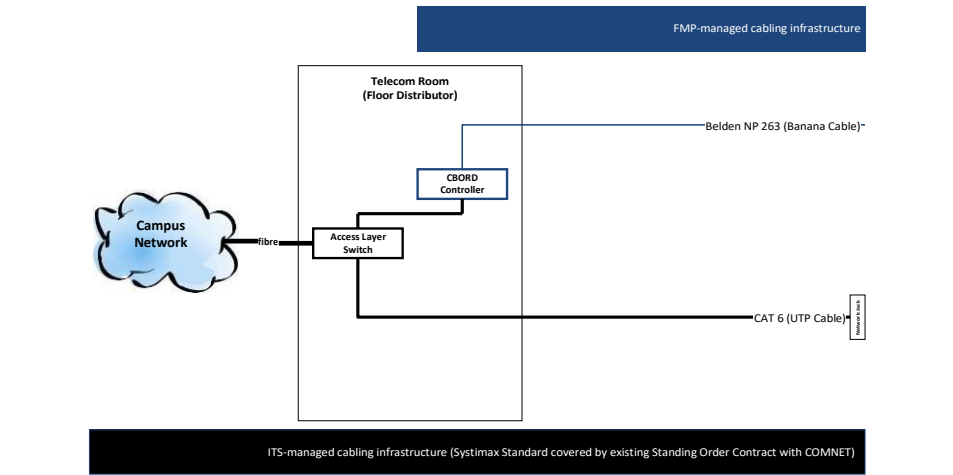 FMP-managed cabling infrastructure
Telecom Room
(Floor Distributor)
Belden NP 263 (Banana Cable)
CBORD
Controller
Campus
Network
fibre
Access Layer
Switch
CAT 6 (UTP Cable)
Network Jack
ITS-managed cabling infrastructure (Systimax Standard covered by existing Standing Order Contract with COMNET)